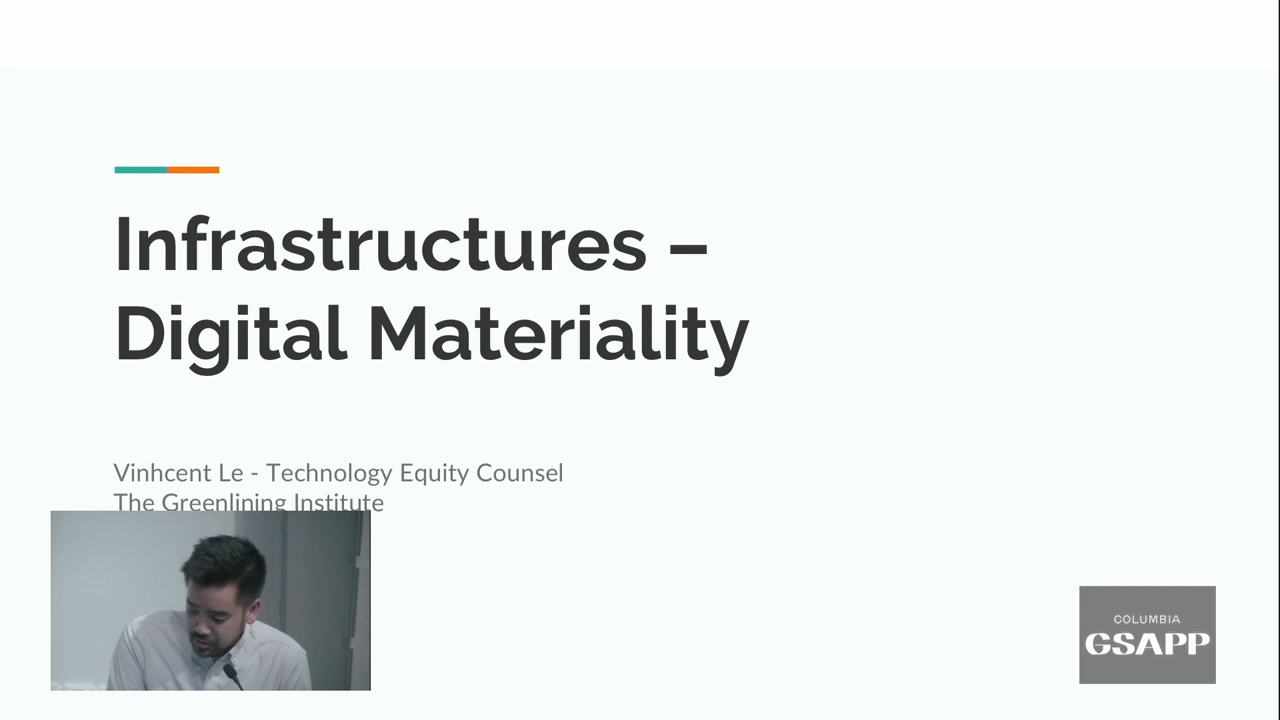 Infrastructures –
Digital Materiality
Vinhcent Le - Technology Equity Counsel
The Greenlining Institute
COLUMBIA
GSAPP